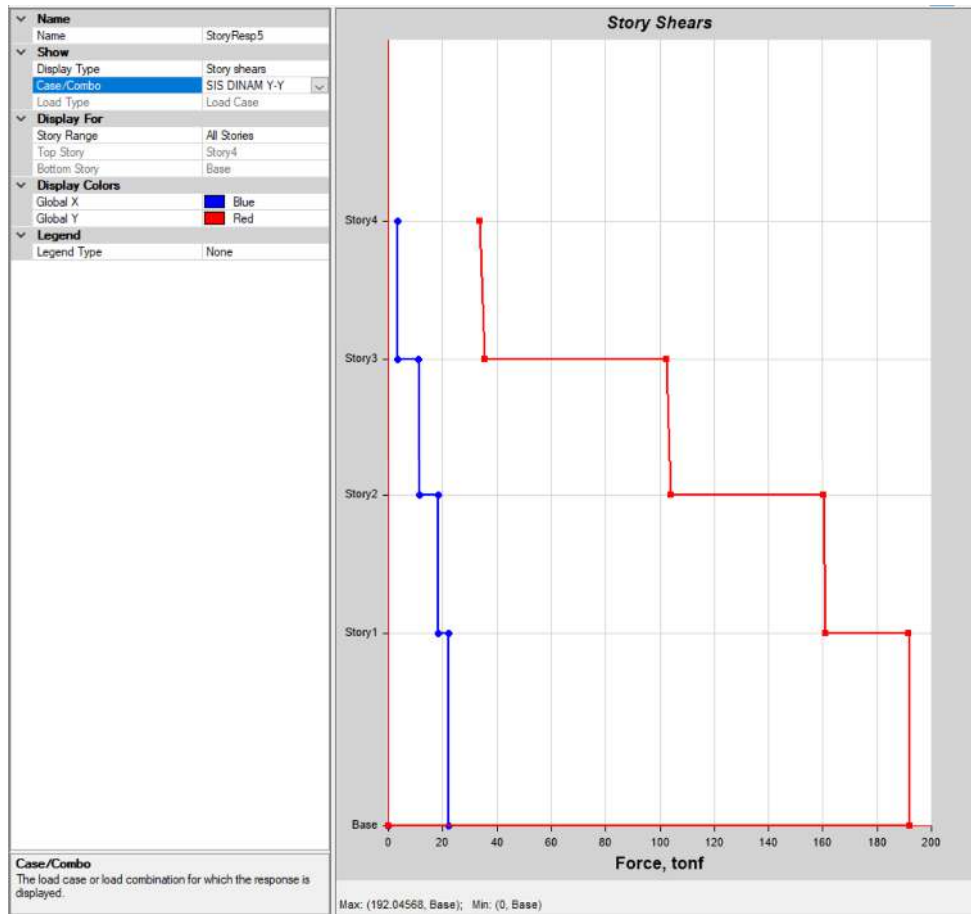 Name
Name StoryResp5
Show
Display Type Story shears
Case/Combo SIS DINAM Y-Y
Load Type Load Case
Display For
Story Range All Stories
Top Story Story4
Bottom Story Base
Display Colors
Global X Blue
Global Y Red
Legend
Legend Type None
Case/Combo
The load case or load combination for which the response is
displayed.
Story Shears
Story4
Story3
Story2
Story1
Base
0 20 40 60 80 100 120 140 160 180 200
Force, tonf
Max: (192.04568, Base); Min: (0, Base)